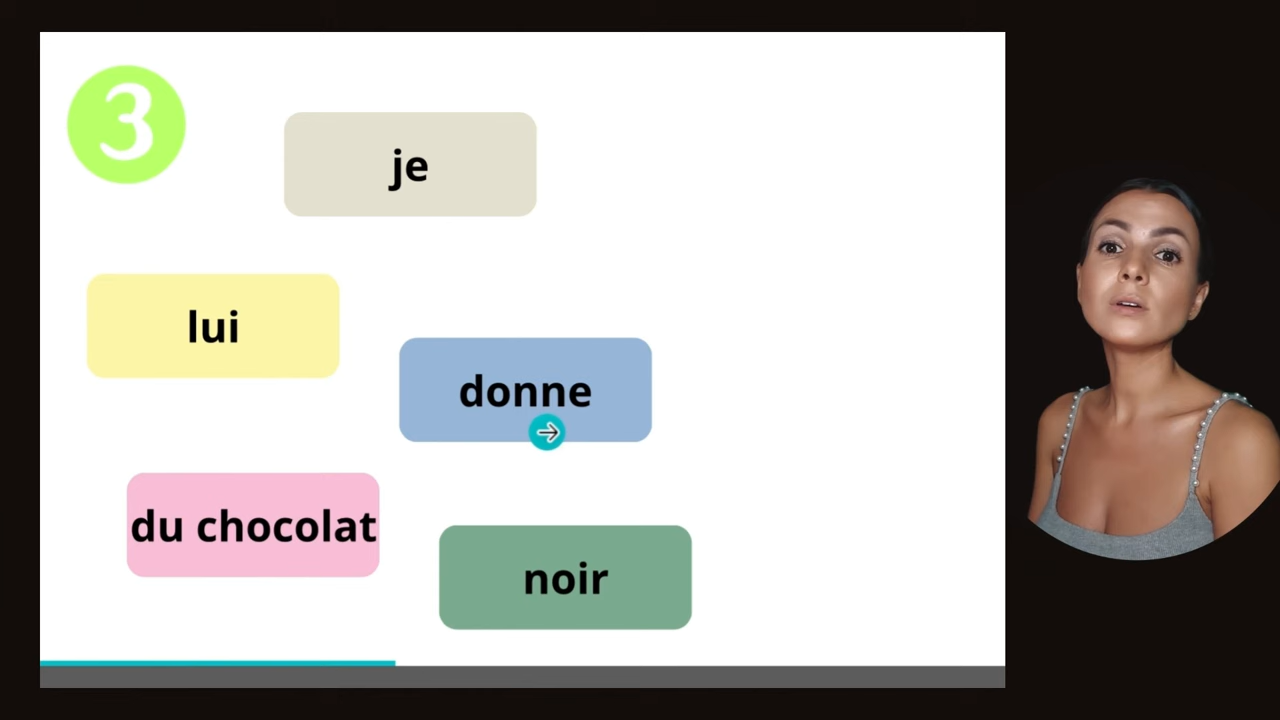 3
je
lui
donne
du chocolat
noir